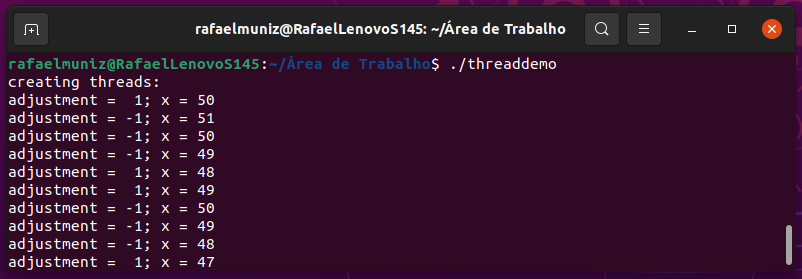 rafaelmuniz@RafaelLenovoS145: ~/Área de Trabalho
rafaelmuniz@RafaelLenovoS145:~/Área de Trabalho$ ./threaddemo
creating threads:
adjustment =  1; x = 50
adjustment = -1; x = 51
adjustment = -1; x = 50
adjustment = -1; x = 49
adjustment =  1; x = 48
adjustment =  1; x = 49
adjustment = -1; x = 50
adjustment = -1; x = 49
adjustment = -1; x = 48
adjustment =  1; x = 47